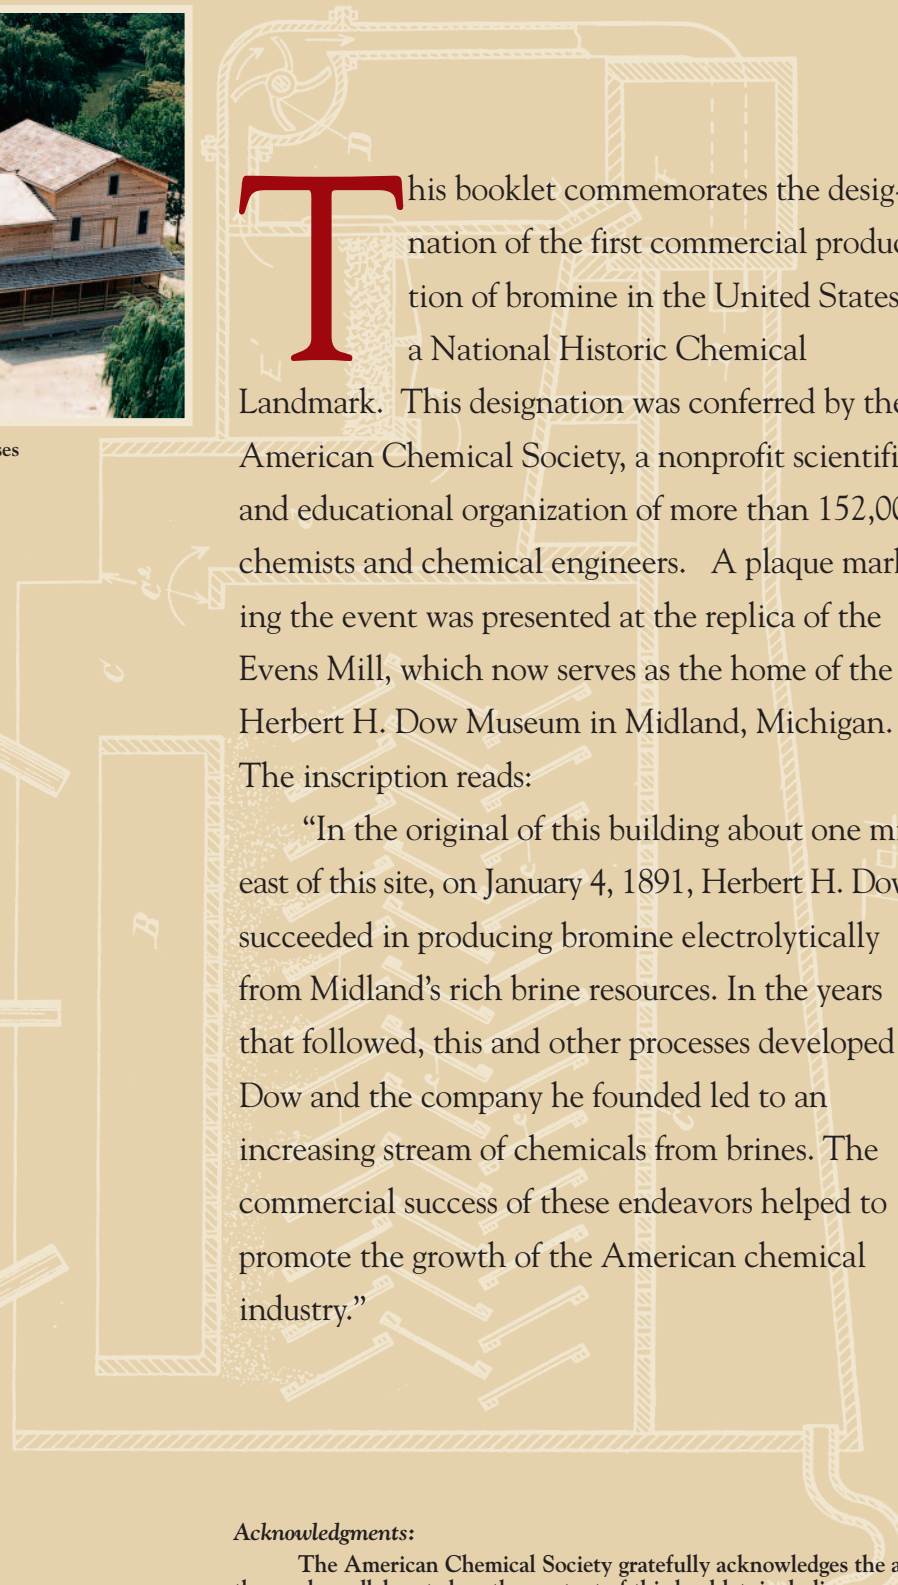 This booklet commemorates the desig-
nation of the first commercial produc
tion of bromine in the United States
a National Historic Chemical
Landmark. This designation was conferred by the
American Chemical Society, a nonprofit scientifi
ses
and educational organization of more than 152,00
chemists and chemical engineers. A plaque mark
ing the event was presented at the replica of the
Evens Mill, which now serves as the home of the
Herbert H. Dow Museum in Midland, Michigan.
The inscription reads:
“In the original of this building about one mi
east of this site, on January 4, 1891, Herbert H. Dow
succeeded in producing bromine electrolytically
from Midland’s rich brine resources. In the years
that followed, this and other processes developed
Dow and the company he founded led to an
increasing stream of chemicals from brines. The
commercial success of these endeavors helped to
promote the growth of the American chemical
industry.”
D
E'
c²
c'
B
Acknowledgments:
The American Chemical Society gratefully acknowledges the a